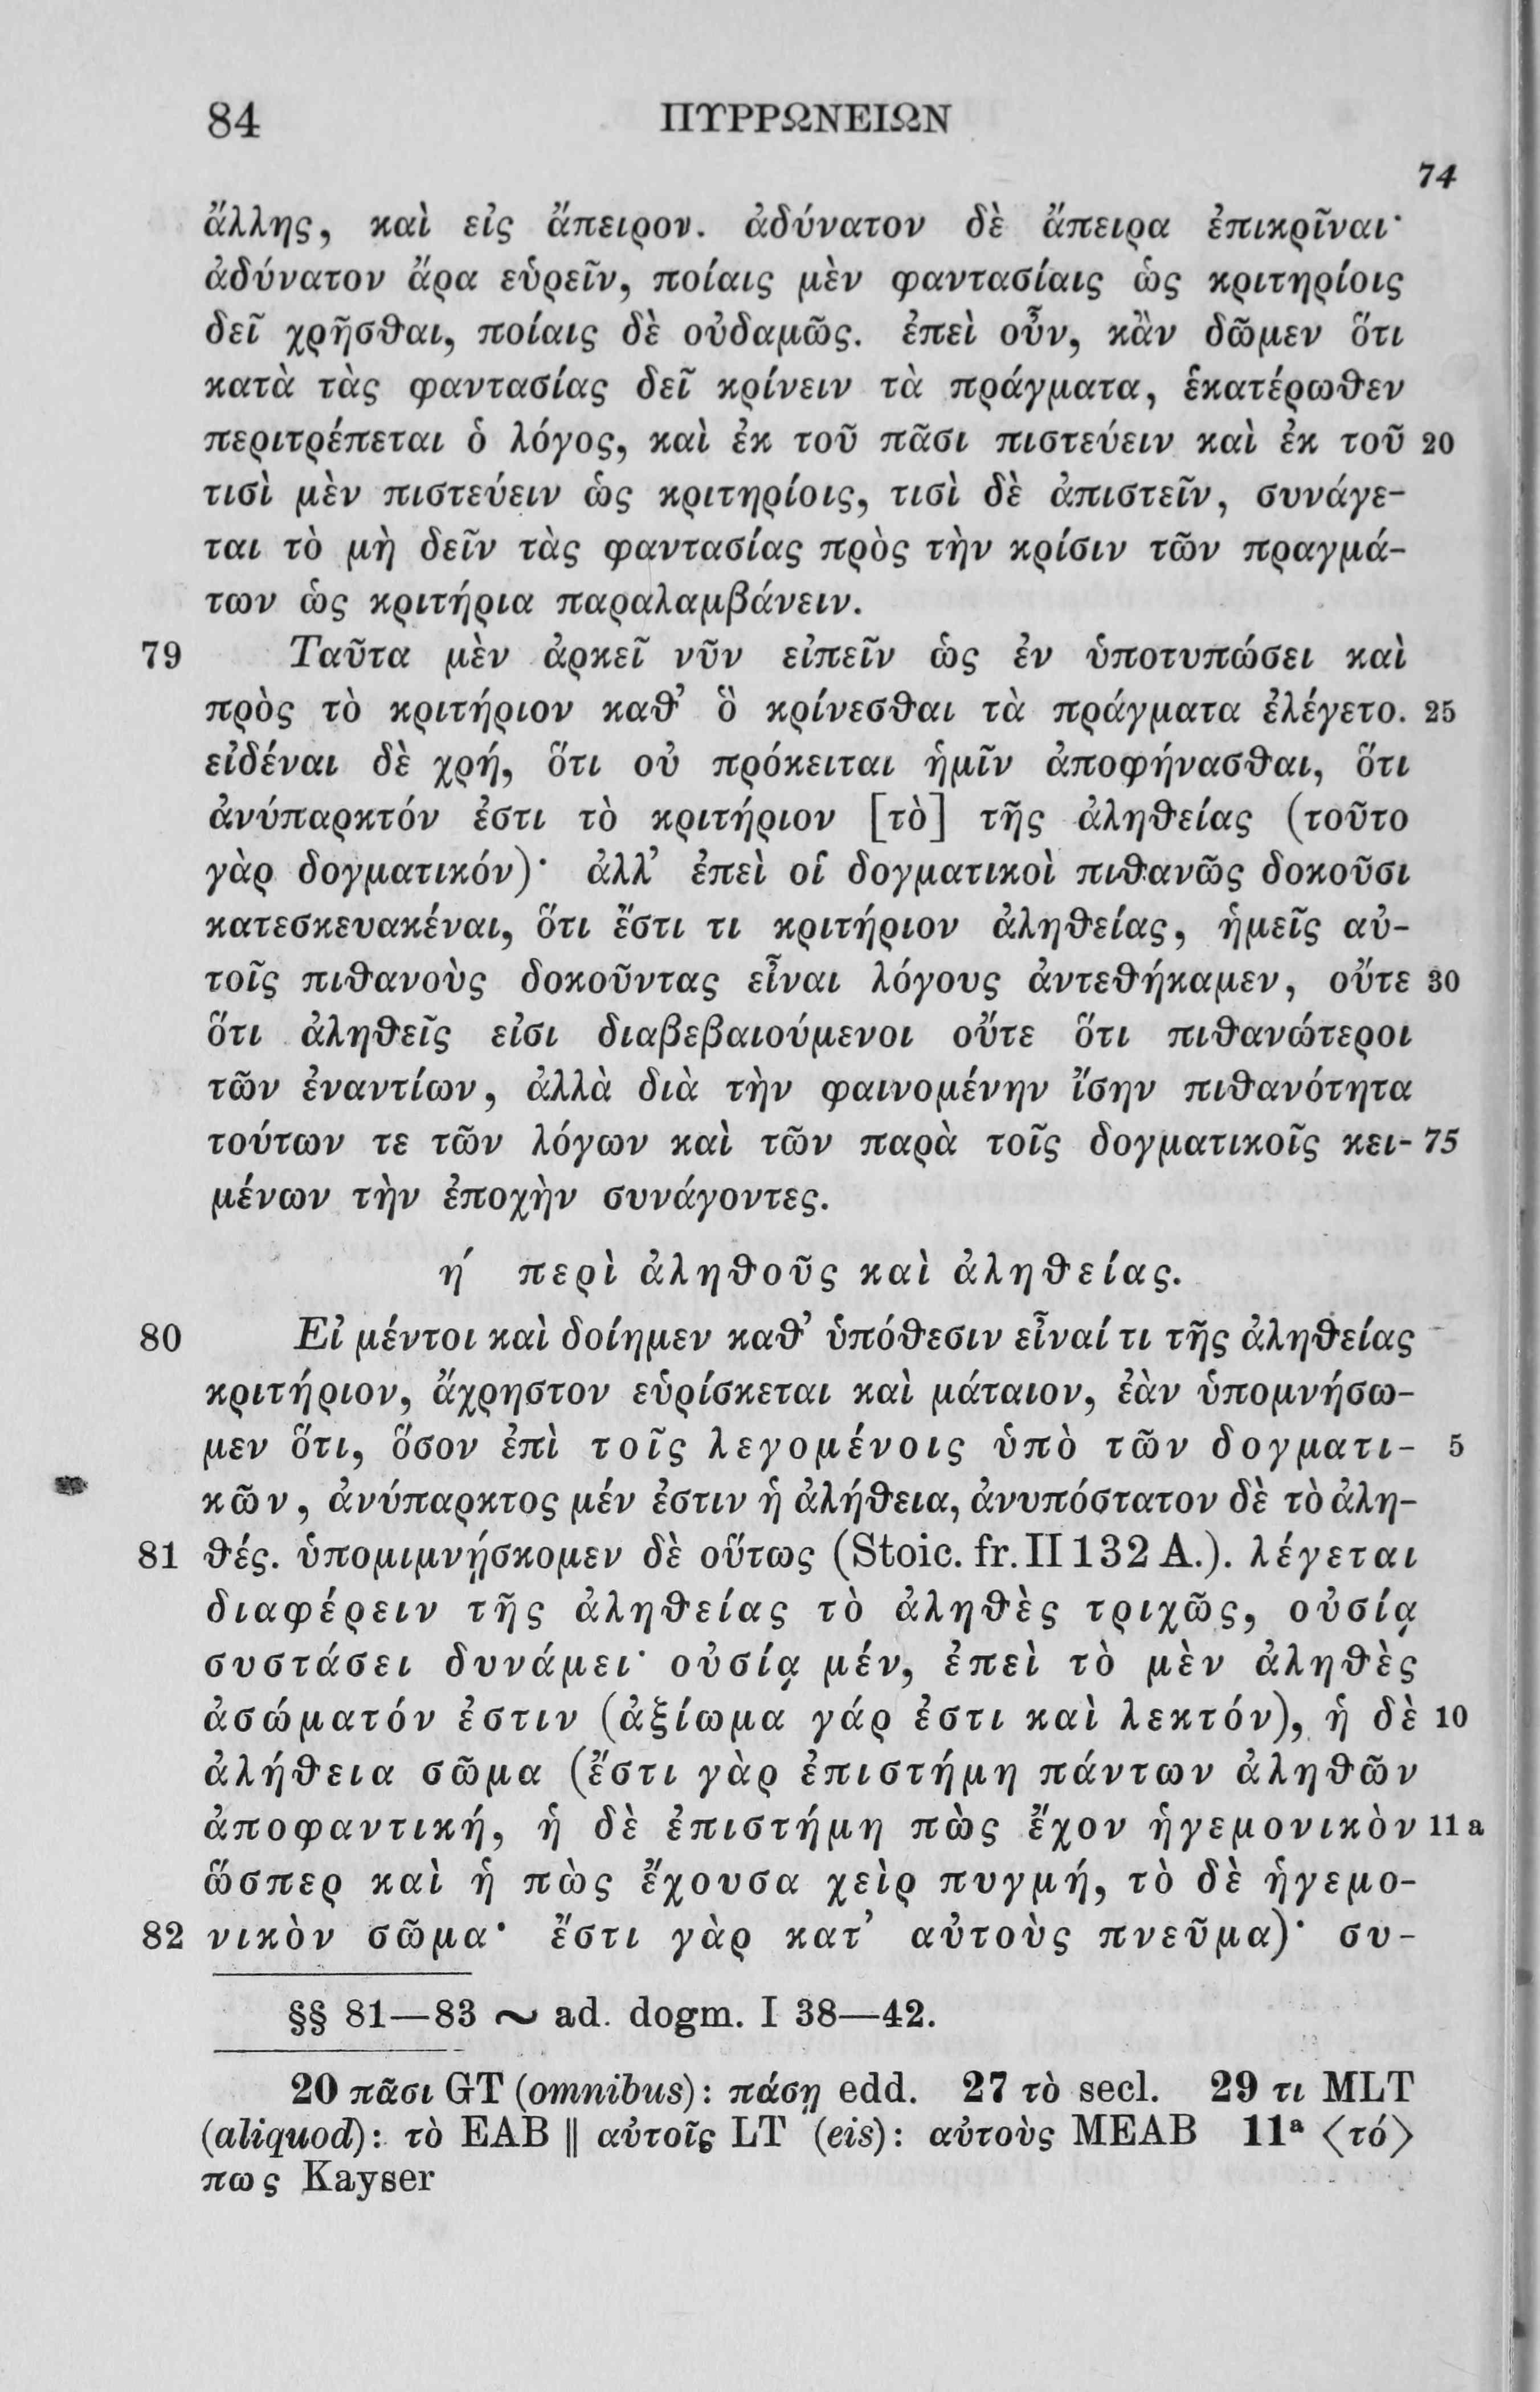 84 ΠΥΡΡΩΝΕΙΩΝ
74
ἄλλης, καὶ εἰς ἄπειρον. ἀδύνατον δὲ ἄπειρα ἐπικρῖναι·
ἀδύνατον ἄρα εὑρεῖν, ποίαις μὲν φαντασίαις ὡς κριτηρίοις
δεῖ χρῆσθαι, ποίαις δὲ οὐδαμῶς. ἐπεὶ οὖν, κἂν δῶμεν ὅτι
κατὰ τὰς φαντασίας δεῖ κρίνειν τὰ πράγματα, ἑκατέρωθεν
περιτρέπεται ὁ λόγος, καὶ ἐκ τοῦ πᾶσι πιστεύειν καὶ ἐκ τοῦ 20
τισὶ μὲν πιστεύειν ὡς κριτηρίοις, τισὶ δὲ ἀπιστεῖν, συνάγε-
ται τὸ μὴ δεῖν τὰς φαντασίας πρὸς τὴν κρίσιν τῶν πραγμά-
των ὡς κριτήρια παραλαμβάνειν.
79 Ταῦτα μὲν ἀρκεῖ νῦν εἰπεῖν ὡς ἐν ὑποτυπώσει καὶ
πρὸς τὸ κριτήριον καθ’ ὃ κρίνεσθαι τὰ πράγματα ἐλέγετο. 25
εἰδέναι δὲ χρή, ὅτι οὐ πρόκειται ἡμῖν ἀποφήνασθαι, ὅτι
ἀνύπαρκτόν ἐστι τὸ κριτήριον [τὸ] τῆς ἀληθείας (τοῦτο
γὰρ δογματικόν)· ἀλλ’ ἐπεὶ οἱ δογματικοὶ πιθανῶς δοκοῦσι
κατεσκευακέναι, ὅτι ἔστι τι κριτήριον ἀληθείας, ἡμεῖς αὐ-
τοῖς πιθανοὺς δοκοῦντας εἶναι λόγους ἀντεθήκαμεν, οὔτε 30
ὅτι ἀληθεῖς εἰσι διαβεβαιούμενοι οὔτε ὅτι πιθανώτεροι
τῶν ἐναντίων, ἀλλὰ διὰ τὴν φαινομένην ἴσην πιθανότητα
τούτων τε τῶν λόγων καὶ τῶν παρὰ τοῖς δογματικοῖς κει- 75
μένων τὴν ἐποχὴν συνάγοντες.
ή περὶ ἀληθοῦς καὶ ἀληθείας.
80 Εἰ μέντοι καὶ δοίημεν καθ’ ὑπόθεσιν εἶναί τι τῆς ἀληθείας
κριτήριον, ἄχρηστον εὑρίσκεται καὶ μάταιον, ἐὰν ὑπομνήσω-
μεν ὅτι, ὅσον ἐπὶ τοῖς λεγομένοις ὑπὸ τῶν δογματι- 5
κῶν, ἀνύπαρκτος μέν ἐστιν ἡ ἀλήθεια, ἀνυπόστατον δὲ τὸ ἀλη-
81 θές. ὑπομιμνῄσκομεν δὲ οὕτως (Stoic. fr. II 132 A.). λέγεται
διαφέρειν τῆς ἀληθείας τὸ ἀληθὲς τριχῶς, οὐσίᾳ
συστάσει δυνάμει· οὐσίᾳ μέν, ἐπεὶ τὸ μὲν ἀληθὲς
ἀσώματόν ἐστιν (ἀξίωμα γάρ ἐστι καὶ λεκτόν), ἡ δὲ 10
ἀλήθεια σῶμα (ἔστι γὰρ ἐπιστήμη πάντων ἀληθῶν
ἀποφαντική, ἡ δὲ ἐπιστήμη πὼς ἔχον ἡγεμονικὸν 11 a
ὥσπερ καὶ ἡ πὼς ἔχουσα χεὶρ πυγμή, τὸ δὲ ἡγεμο-
82 νικὸν σῶμα· ἔστι γὰρ κατ’ αὐτοὺς πνεῦμα)· συ-
§§ 81—83 ~ ad. dogm. I 38—42.
20 πᾶσι GT (omnibus): πάσῃ edd. 27 τὸ secl. 29 τι MLT
(aliquod): τὸ EAB || αὐτοῖς LT (eis): αὐτοὺς MEAB 11ª ⟨τό⟩
πως Kayser